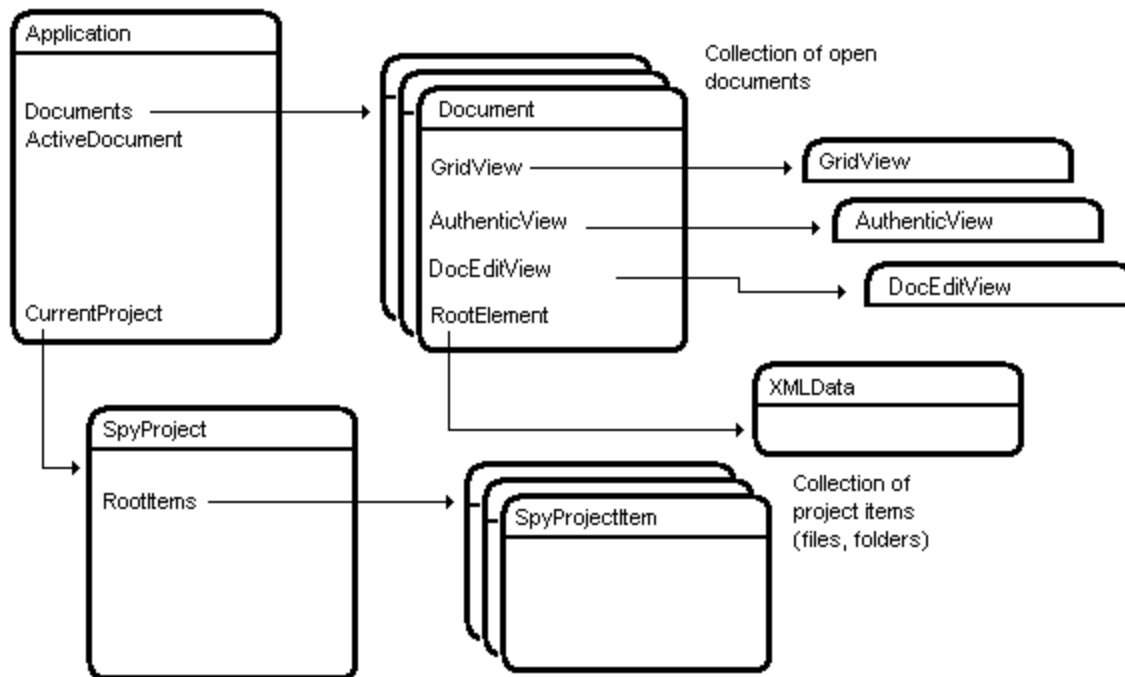 Application
Documents
ActiveDocument
CurrentProject
Document
GridView
AuthenticView
DocEditView
RootElement
Collection of open
documents
GridView
AuthenticView
DocEditView
XMLData
SpyProject
RootItems
SpyProjectItem
Collection of
project items
(files, folders)